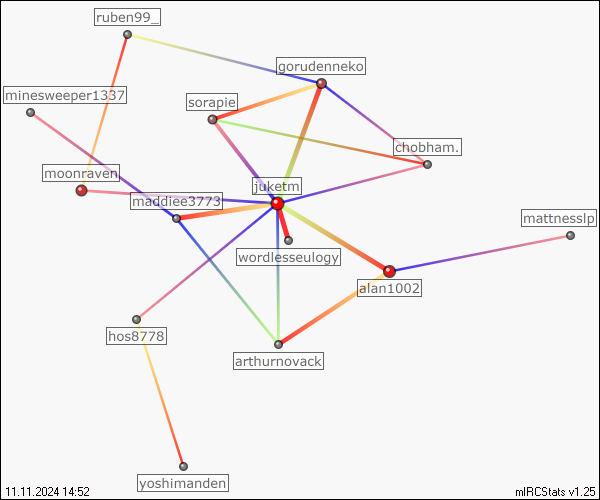 ruben99_
gorudenneko
minesweeper1337
sorapie
chobham.
moonraven
juketm
maddiee3773
mattnesslp
wordlesseulogy
alan1002
hos8778
arthurnovack
yoshimanden
11.11.2024 14:52
mIRCStats v1.25